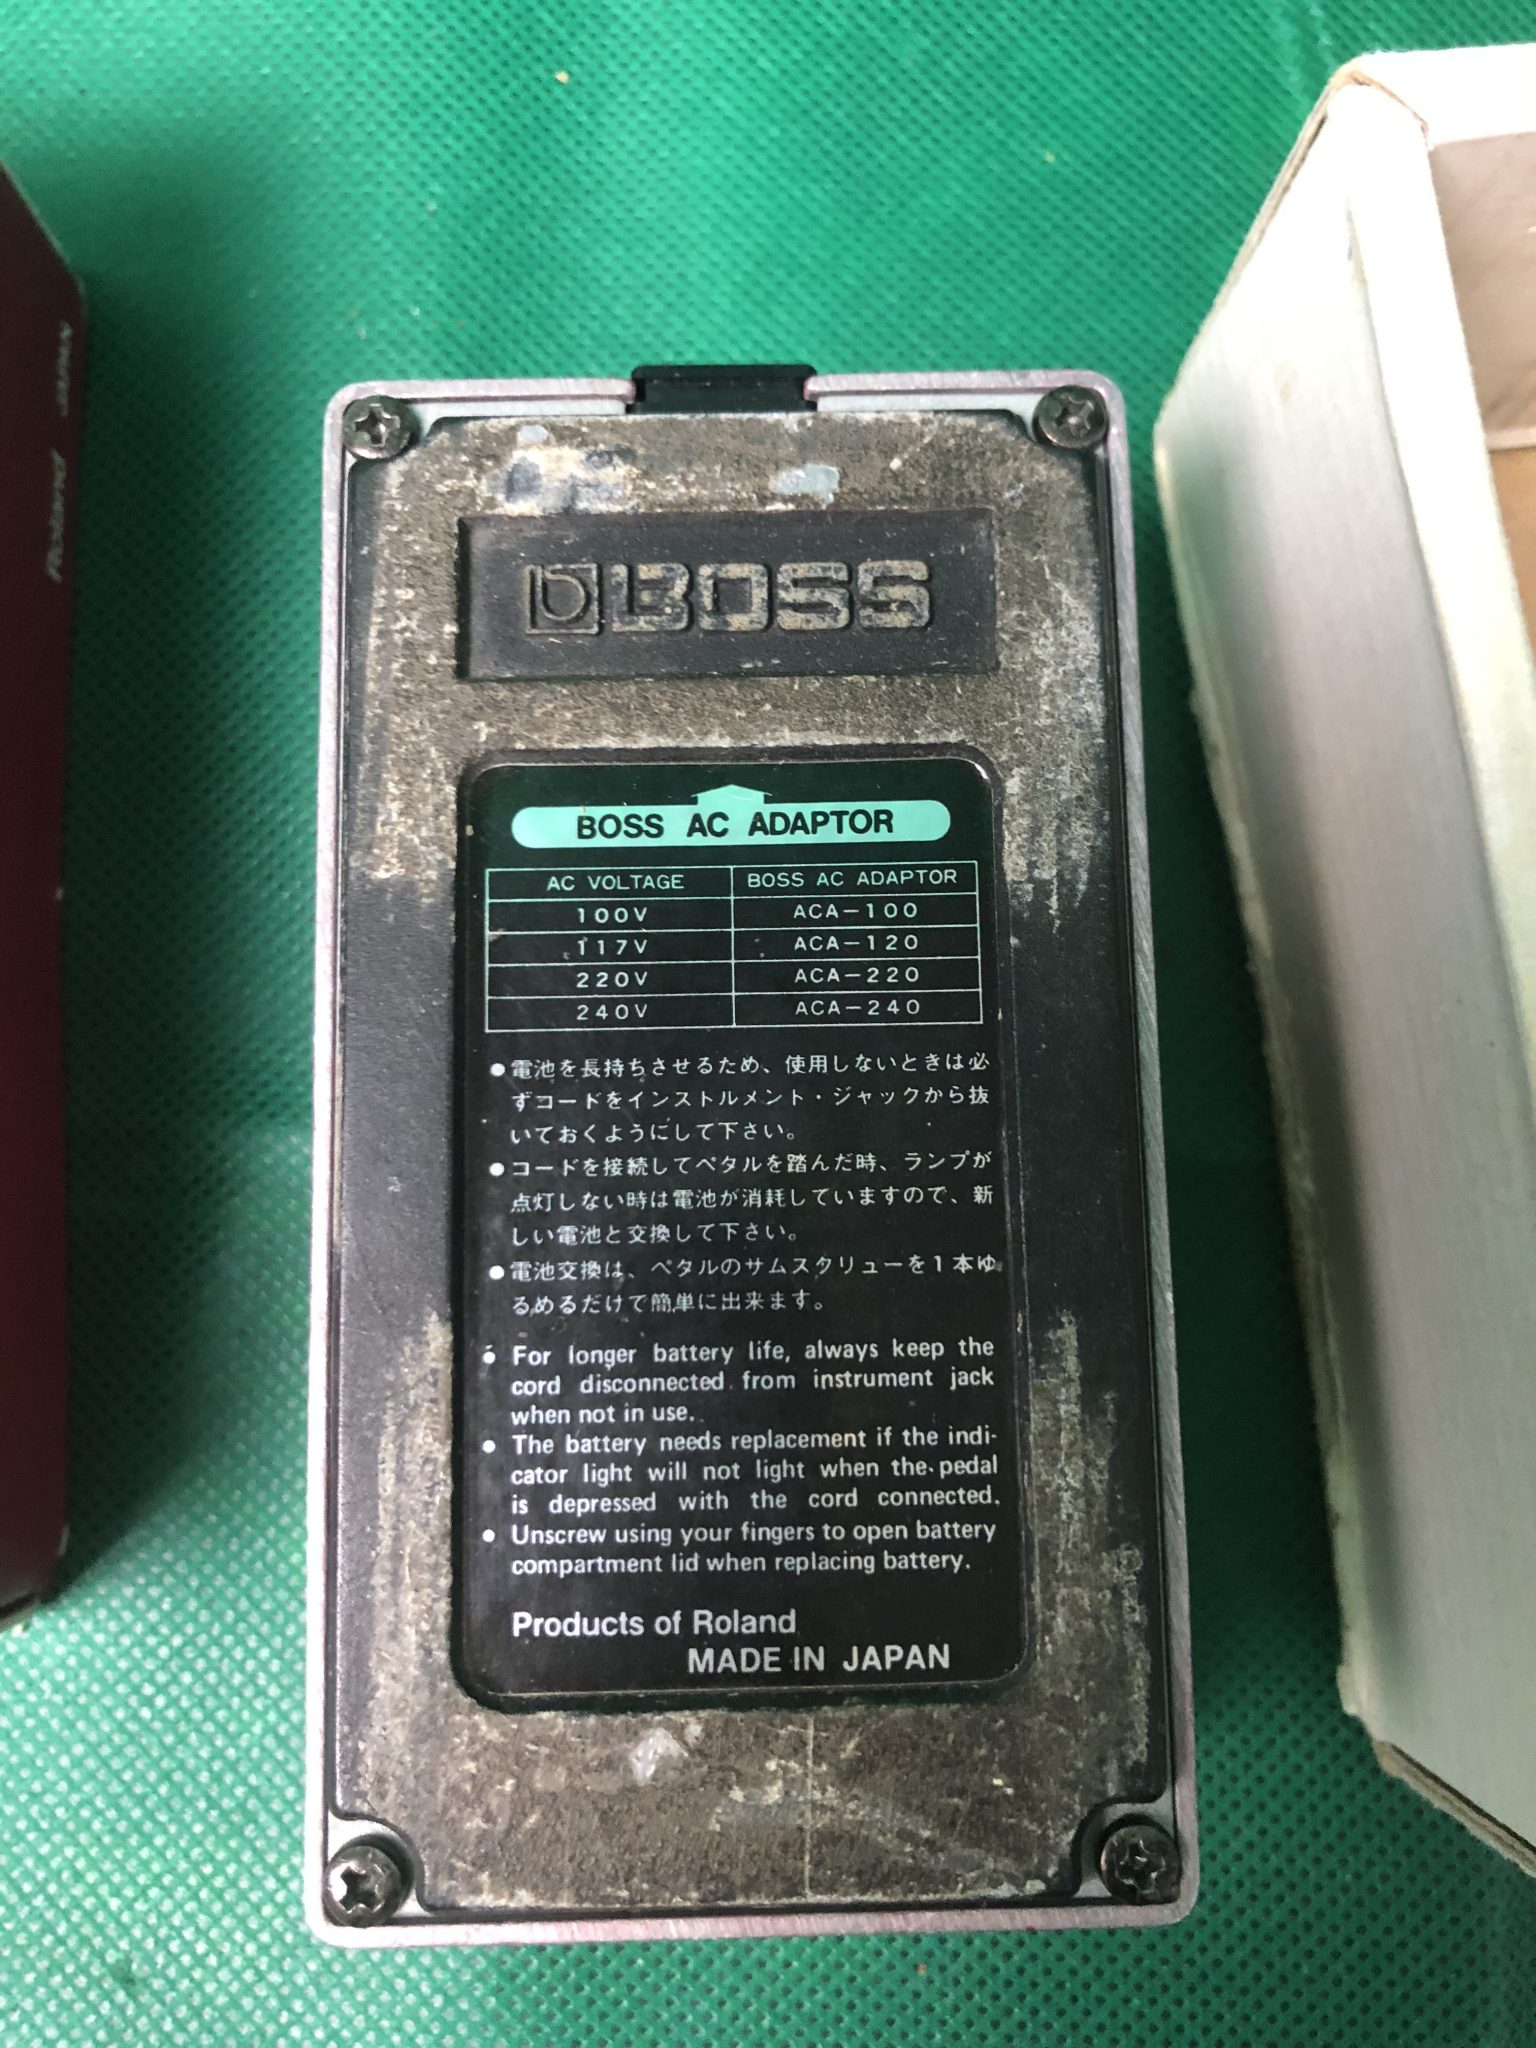 Roland JAPAN
BOSS
BOSS AC ADAPTOR
AC VOLTAGE BOSS AC ADAPTOR
100V ACA-100
117V ACA-120
220V ACA-220
240V ACA-240
●電池を長持ちさせるため、使用しないときは必
ずコードをインストルメント・ジャックから抜
いておくようにして下さい。
●コードを接続してペタルを踏んだ時、ランプが
点灯しない時は電池が消耗していますので、新
しい電池と交換して下さい。
●電池交換は、ペタルのサムスクリューを1本ゆ
るめるだけで簡単に出来ます。
● For longer battery life, always keep the
cord disconnected from instrument jack
when not in use.
● The battery needs replacement if the indi-
cator light will not light when the pedal
is depressed with the cord connected.
● Unscrew using your fingers to open battery
compartment lid when replacing battery.
Products of Roland
MADE IN JAPAN